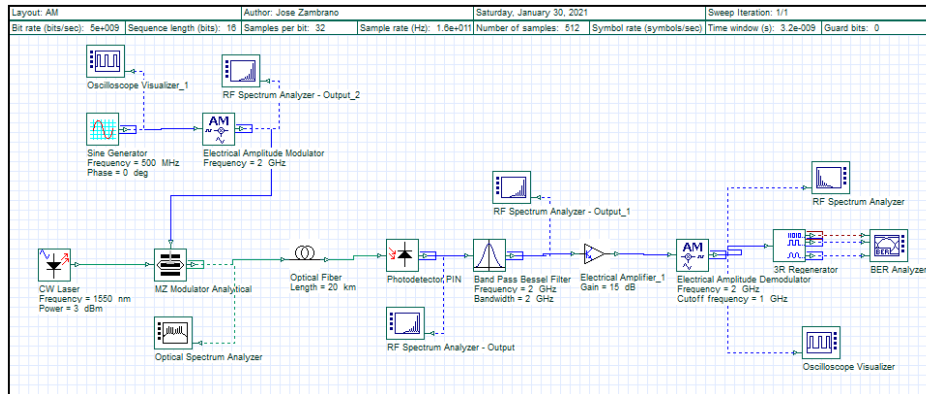 Layout: AM Author: Jose Zambrano Saturday, January 30, 2021 Sweep Iteration: 1/1
Bit rate (bits/sec): 5e+009 Sequence length (bits): 16 Samples per bit: 32 Sample rate (Hz): 1.6e+011 Number of samples: 512 Symbol rate (symbols/sec) Time window (s): 3.2e-009 Guard bits: 0
Oscilloscope Visualizer_1
RF Spectrum Analyzer - Output_2
AM
Sine Generator
Frequency = 500 MHz
Phase = 0 deg
Electrical Amplitude Modulator
Frequency = 2 GHz
RF Spectrum Analyzer
RF Spectrum Analyzer - Output_1
CW Laser
Frequency = 1550 nm
Power = 3 dBm
MZ Modulator Analytical
Optical Fiber
Length = 20 km
Photodetector PIN
Band Pass Bessel Filter
Frequency = 2 GHz
Bandwidth = 2 GHz
Electrical Amplifier_1
Gain = 15 dB
AM
Electrical Amplitude Demodulator
Frequency = 2 GHz
Cutoff frequency = 1 GHz
3R Regenerator
BER
BER Analyzer
Optical Spectrum Analyzer
RF Spectrum Analyzer - Output
Oscilloscope Visualizer